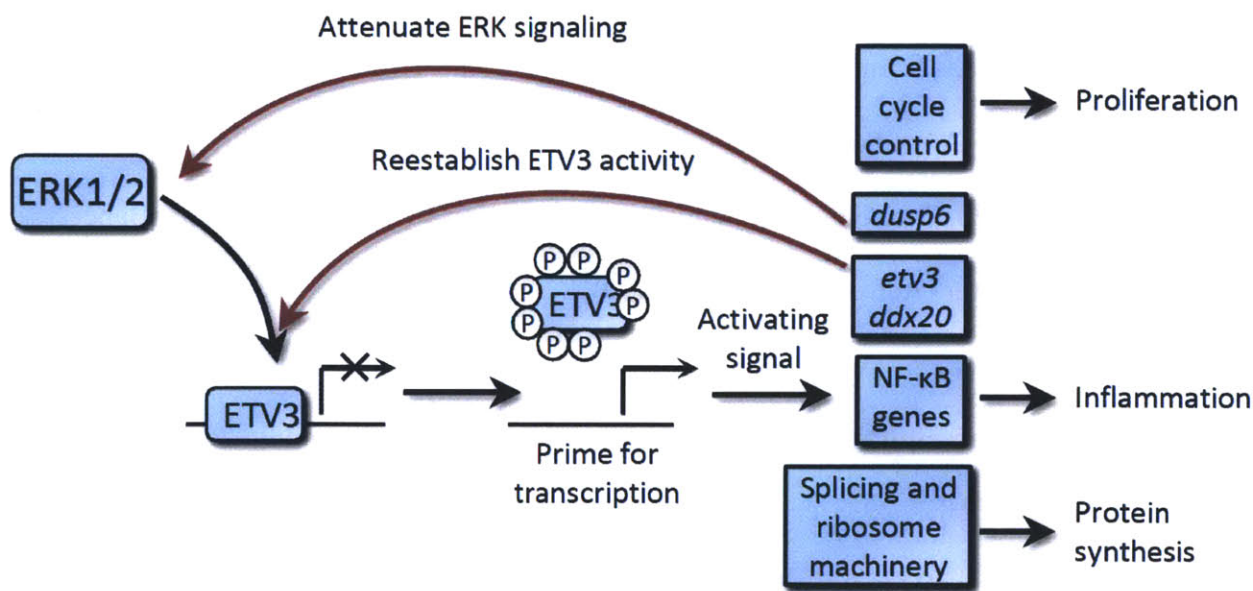 Attenuate ERK signaling
Cell
cycle
control
Proliferation
Reestablish ETV3 activity
ERK1/2
dusp6
P
P
P
P
P
P
P
P
ETV3
etv3
ddx20
Activating
signal
ETV3
NF-κB
genes
Inflammation
Prime for
transcription
Splicing and
ribosome
machinery
Protein
synthesis